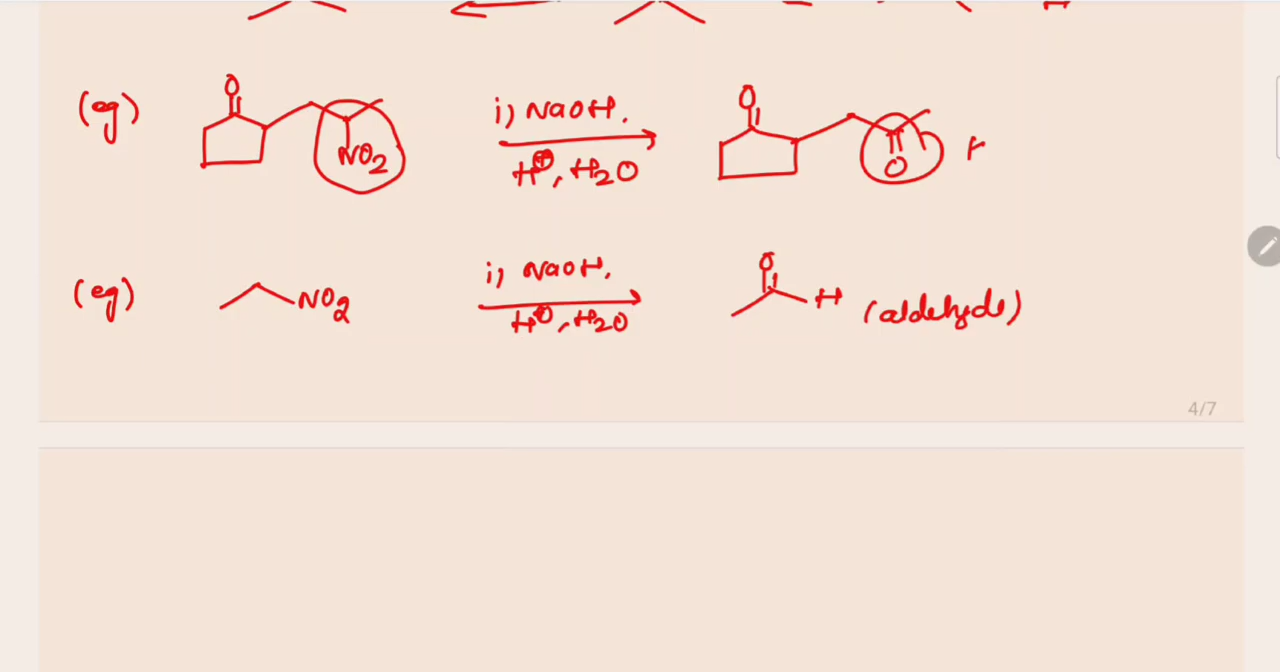 (eg) O NO2 i) NaOH. H⊕, H2O O O
(eg) NO2 i) NaOH. H⊕, H2O O H (aldehyde)
4/7